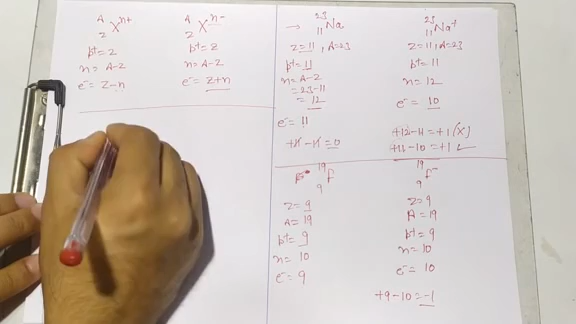 A X n+
Z
p+ = Z
n = A-Z
e- = Z-n
A X n-
Z
p+ = Z
n = A-Z
e- = Z+n
→ 23 Na
11
Z = 11, A = 23
p+ = 11
n = A-Z
= 23-11
= 12
e- = 11
+11 - 11 = 0
23 Na+
11
Z = 11, A = 23
p+ = 11
n = 12
e- = 10
+12 - 11 = +1 (X)
+11 - 10 = +1 ✓
19 F
9
Z = 9
A = 19
p+ = 9
n = 10
e- = 9
19 F-
9
Z = 9
A = 19
p+ = 9
n = 10
e- = 10
+9 - 10 = -1